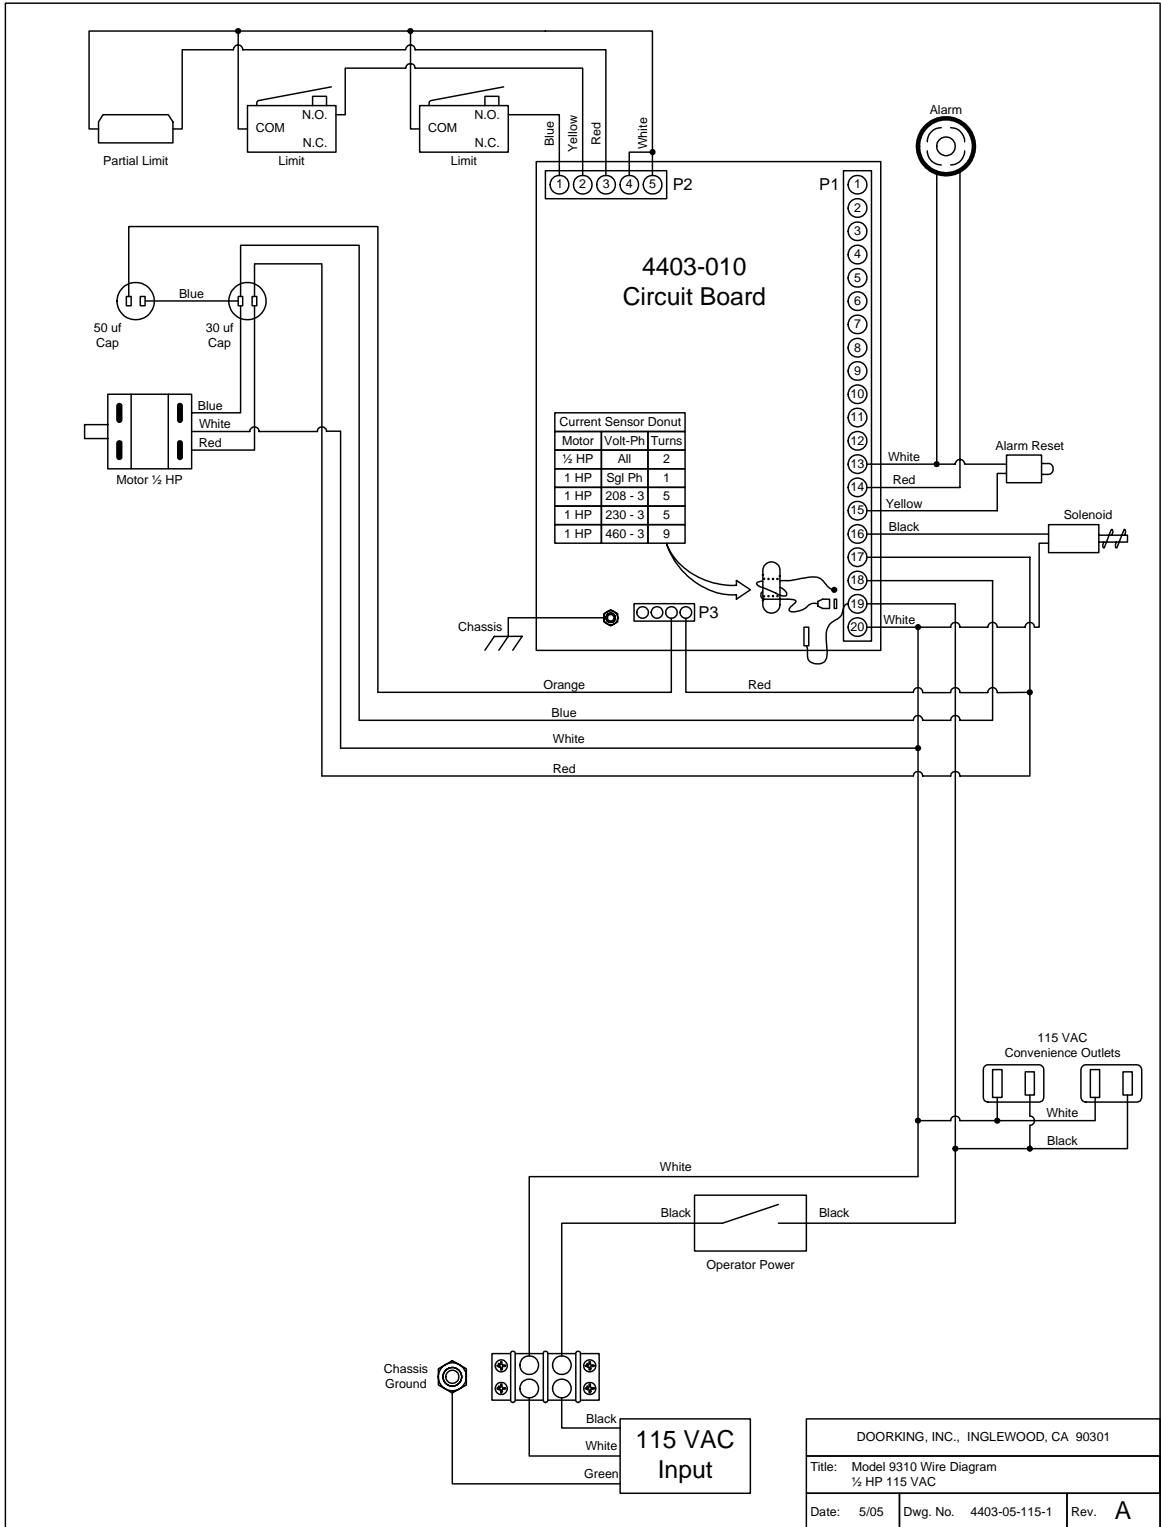 Partial Limit
COM
N.O.
N.C.
Limit
COM
N.O.
N.C.
Limit
Blue
Yellow
Red
White
1 2 3 4 5 P2
P1
1
2
3
4
5
6
7
8
9
10
11
12
13
14
15
16
17
18
19
20
Alarm
4403-010
Circuit Board
Blue
50 uf
Cap
30 uf
Cap
Blue
White
Red
Motor ½ HP
Current Sensor Donut
Motor Volt-Ph Turns
½ HP All 2
1 HP Sgl Ph 1
1 HP 208 - 3 5
1 HP 230 - 3 5
1 HP 460 - 3 9
White
Red
Yellow
Black
White
Alarm Reset
Solenoid
P3
Chassis
Orange
Red
Blue
White
Red
115 VAC
Convenience Outlets
White
Black
White
Black
Black
Operator Power
Chassis
Ground
Black
White
Green
115 VAC
Input
DOORKING, INC., INGLEWOOD, CA 90301
Title: Model 9310 Wire Diagram
½ HP 115 VAC
Date: 5/05 Dwg. No. 4403-05-115-1 Rev. A